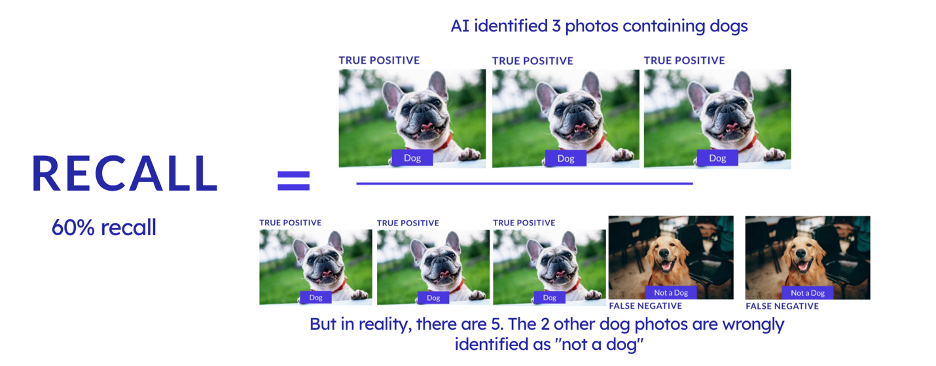 AI identified 3 photos containing dogs
TRUE POSITIVE TRUE POSITIVE TRUE POSITIVE
Dog Dog Dog
RECALL =
60% recall
TRUE POSITIVE TRUE POSITIVE TRUE POSITIVE
Dog Dog Dog Not a Dog Not a Dog
FALSE NEGATIVE FALSE NEGATIVE
But in reality, there are 5. The 2 other dog photos are wrongly
identified as "not a dog"